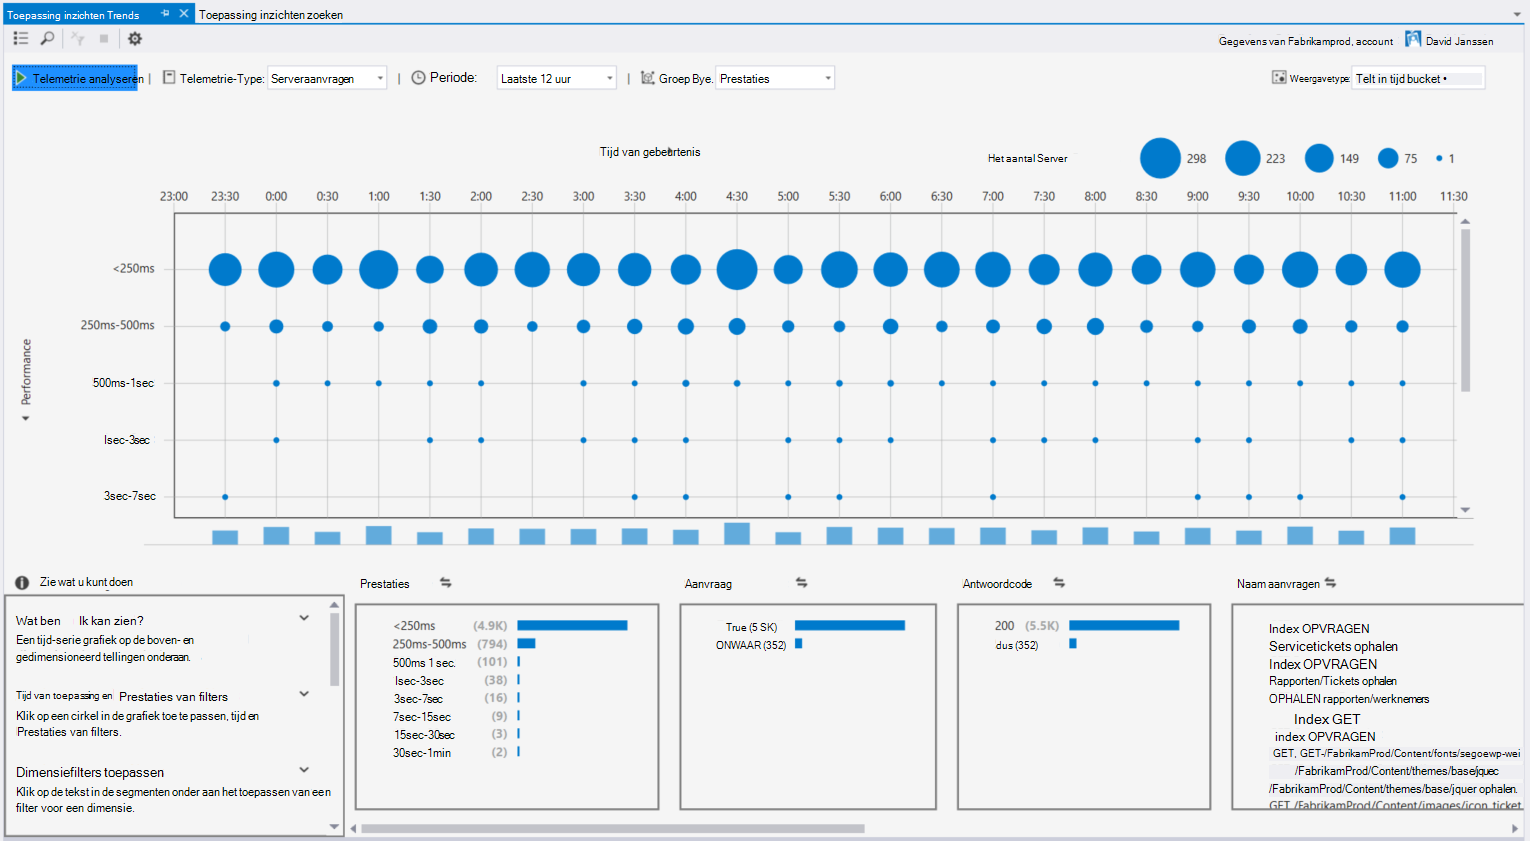 Toepassing inzichten Trends
Toepassing inzichten zoeken
Gegevens van Fabrikamprod, account
David Janssen
Telemetrie analyseren
Telemetrie-Type:
Serveraanvragen
Periode:
Laatste 12 uur
Groep Bye.
Prestaties
Weergavetype:
Telt in tijd bucket •
Tijd van gebeurtenis
Het aantal Server
298
223
149
75
1
23:00 23:30 0:00 0:30 1:00 1:30 2:00 2:30 3:00 3:30 4:00 4:30 5:00 5:30 6:00 6:30 7:00 7:30 8:00 8:30 9:00 9:30 10:00 10:30 11:00 11:30
Performance
<250ms
250ms-500ms
500ms-1sec
Isec-3sec
3sec-7sec
Zie wat u kunt doen
Wat ben Ik kan zien?
Een tijd-serie grafiek op de boven- en
gedimensioneerd tellingen onderaan.
Tijd van toepassing en Prestaties van filters
Klik op een cirkel in de grafiek toe te passen, tijd en
Prestaties van filters.
Dimensiefilters toepassen
Klik op de tekst in de segmenten onder aan het toepassen van een
filter voor een dimensie.
Prestaties
<250ms (4.9K)
250ms-500ms (794)
500ms 1 sec. (101)
Isec-3sec (38)
3sec-7sec (16)
7sec-15sec (9)
15sec-30sec (3)
30sec-1min (2)
Aanvraag
True (5 SK)
ONWAAR (352)
Antwoordcode
200 (5.5K)
dus (352)
Naam aanvragen
Index OPVRAGEN
Servicetickets ophalen
Index OPVRAGEN
Rapporten/Tickets ophalen
OPHALEN rapporten/werknemers
Index GET
index OPVRAGEN
GET, GET-/FabrikamProd/Content/fonts/segoewp-wei
/FabrikamProd/Content/themes/base/jquec
/FabrikamProd/Content/themes/base/jquer ophalen.
GET /FabrikamProd/Content/images/icon_ticket